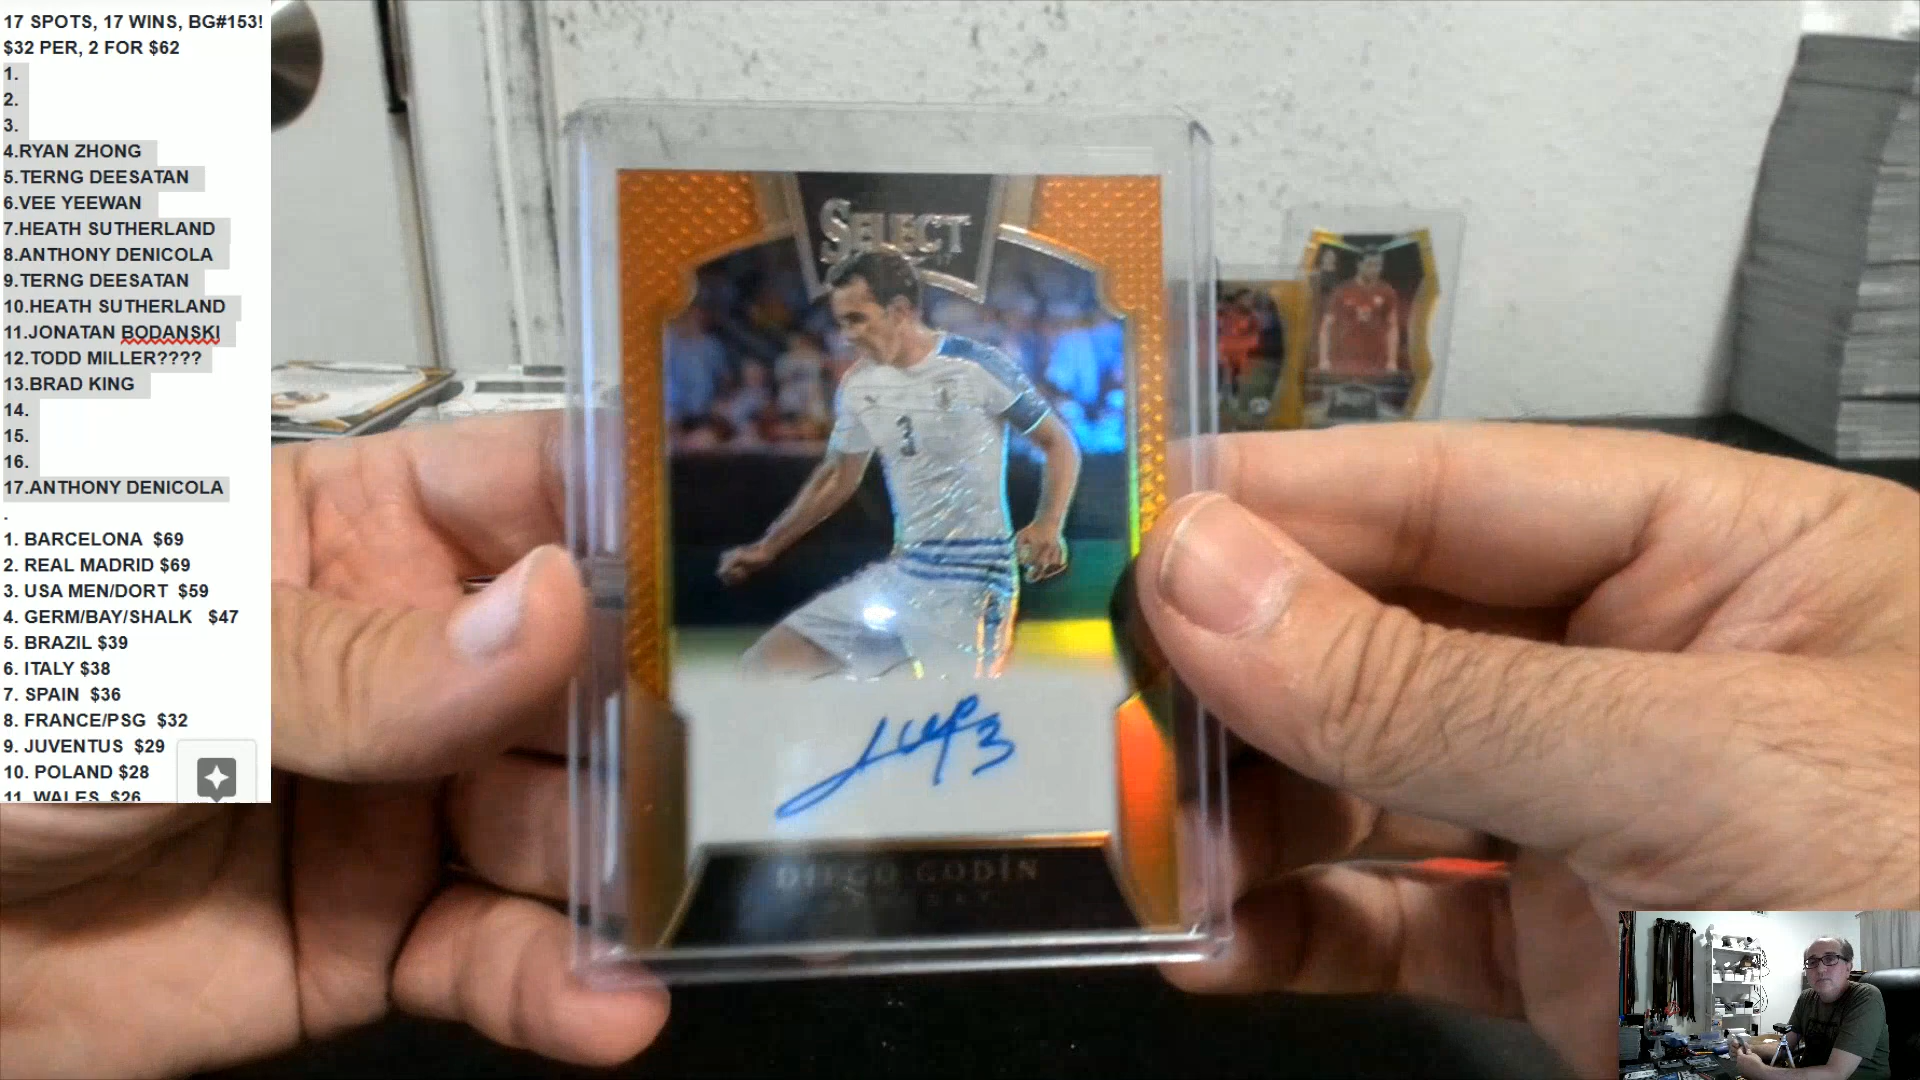 17 SPOTS, 17 WINS, BG#153!
$32 PER, 2 FOR $62
1.
2.
3.
4.RYAN ZHONG
5.TERNG DEESATAN
6.VEE YEEWAN
7.HEATH SUTHERLAND
8.ANTHONY DENICOLA
9.TERNG DEESATAN
10.HEATH SUTHERLAND
11.JONATAN BODANSKI
12.TODD MILLER????
13.BRAD KING
14.
15.
16.
17.ANTHONY DENICOLA
.
1. BARCELONA $69
2. REAL MADRID $69
3. USA MEN/DORT $59
4. GERM/BAY/SHALK $47
5. BRAZIL $39
6. ITALY $38
7. SPAIN $36
8. FRANCE/PSG $32
9. JUVENTUS $29
10. POLAND $28
11. WALES $26
SELECT
3
DIEGO GODÍN